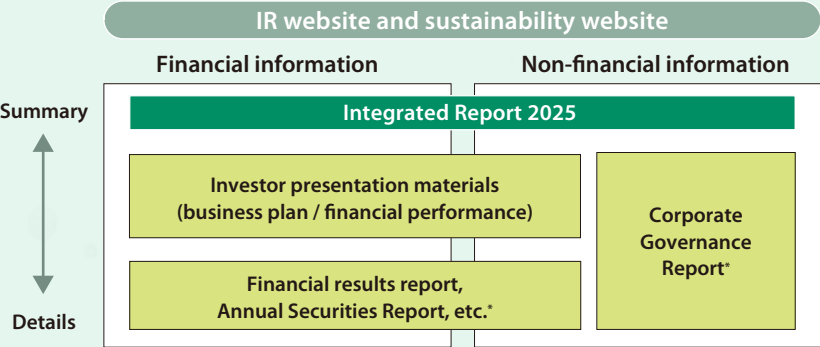 IR website and sustainability website
Financial information
Non-financial information
Summary
Integrated Report 2025
Investor presentation materials
(business plan / financial performance)
Corporate
Governance
Report*
Financial results report,
Annual Securities Report, etc.*
Details